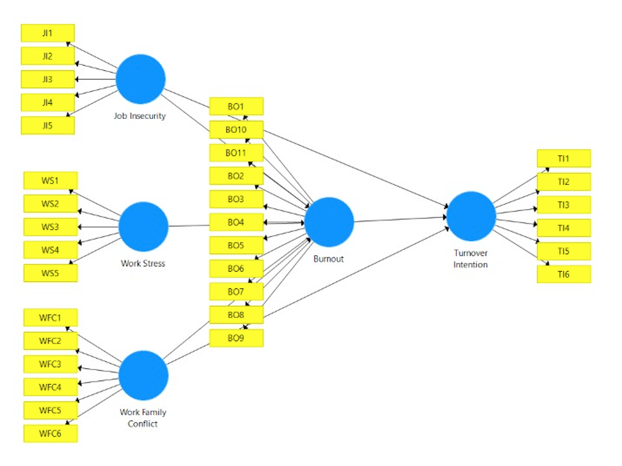 JI1
JI2
JI3
JI4
JI5
Job Insecurity
WS1
WS2
WS3
WS4
WS5
Work Stress
WFC1
WFC2
WFC3
WFC4
WFC5
WFC6
Work Family
Conflict
BO1
BO10
BO11
BO2
BO3
BO4
BO5
BO6
BO7
BO8
BO9
Burnout
Turnover
Intention
TI1
TI2
TI3
TI4
TI5
TI6